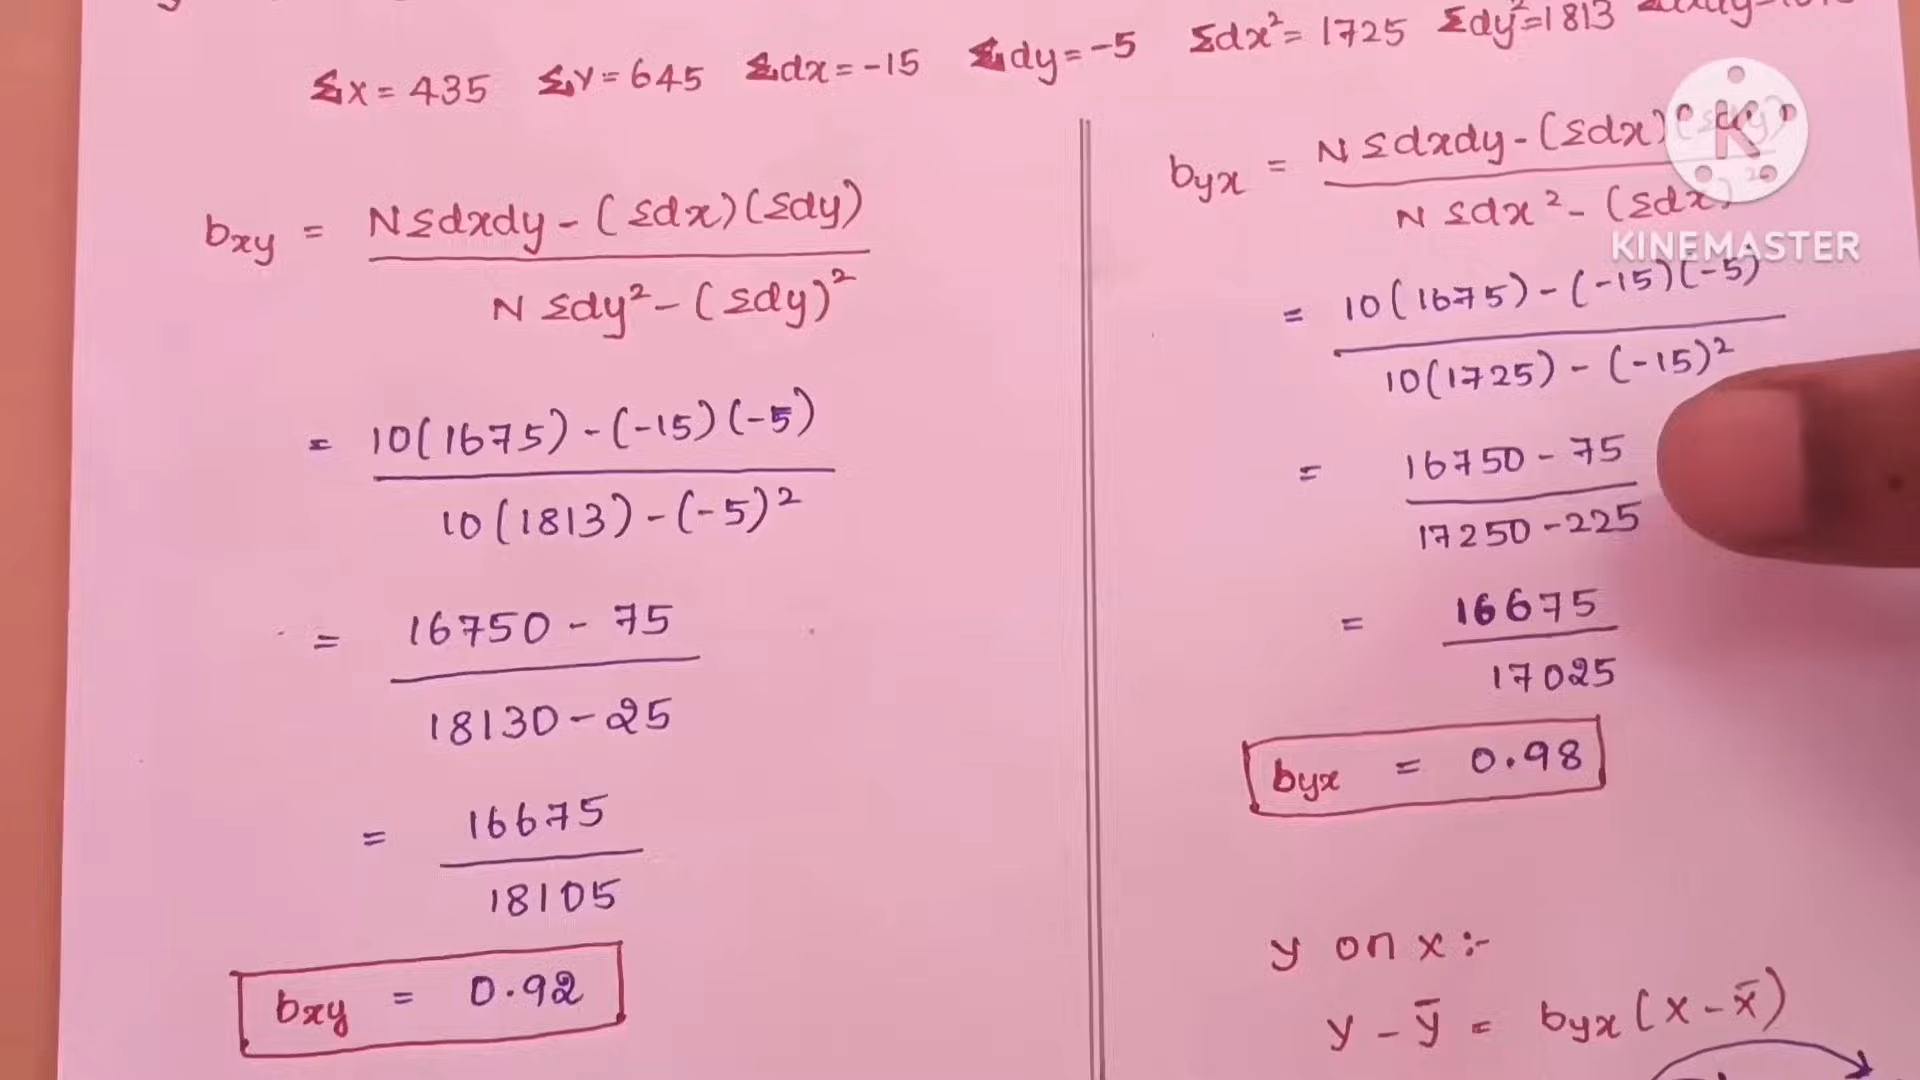 Σx = 435 Σy = 645 Σdx = -15 Σdy = -5 Σdx² = 1725 Σdy² = 1813
bxy = NΣdxdy - (Σdx)(Σdy)
NΣdy² - (Σdy)²
= 10(1675) - (-15)(-5)
10(1813) - (-5)²
= 16750 - 75
18130 - 25
= 16675
18105
bxy = 0.92
byx = NΣdxdy - (Σdx)
NΣdx² - (Σdx)²
KINEMASTER
= 10(1675) - (-15)(-5)
10(1725) - (-15)²
= 16750 - 75
17250 - 225
= 16675
17025
byx = 0.98
y on x :-
y - ȳ = byx (x - x̄)